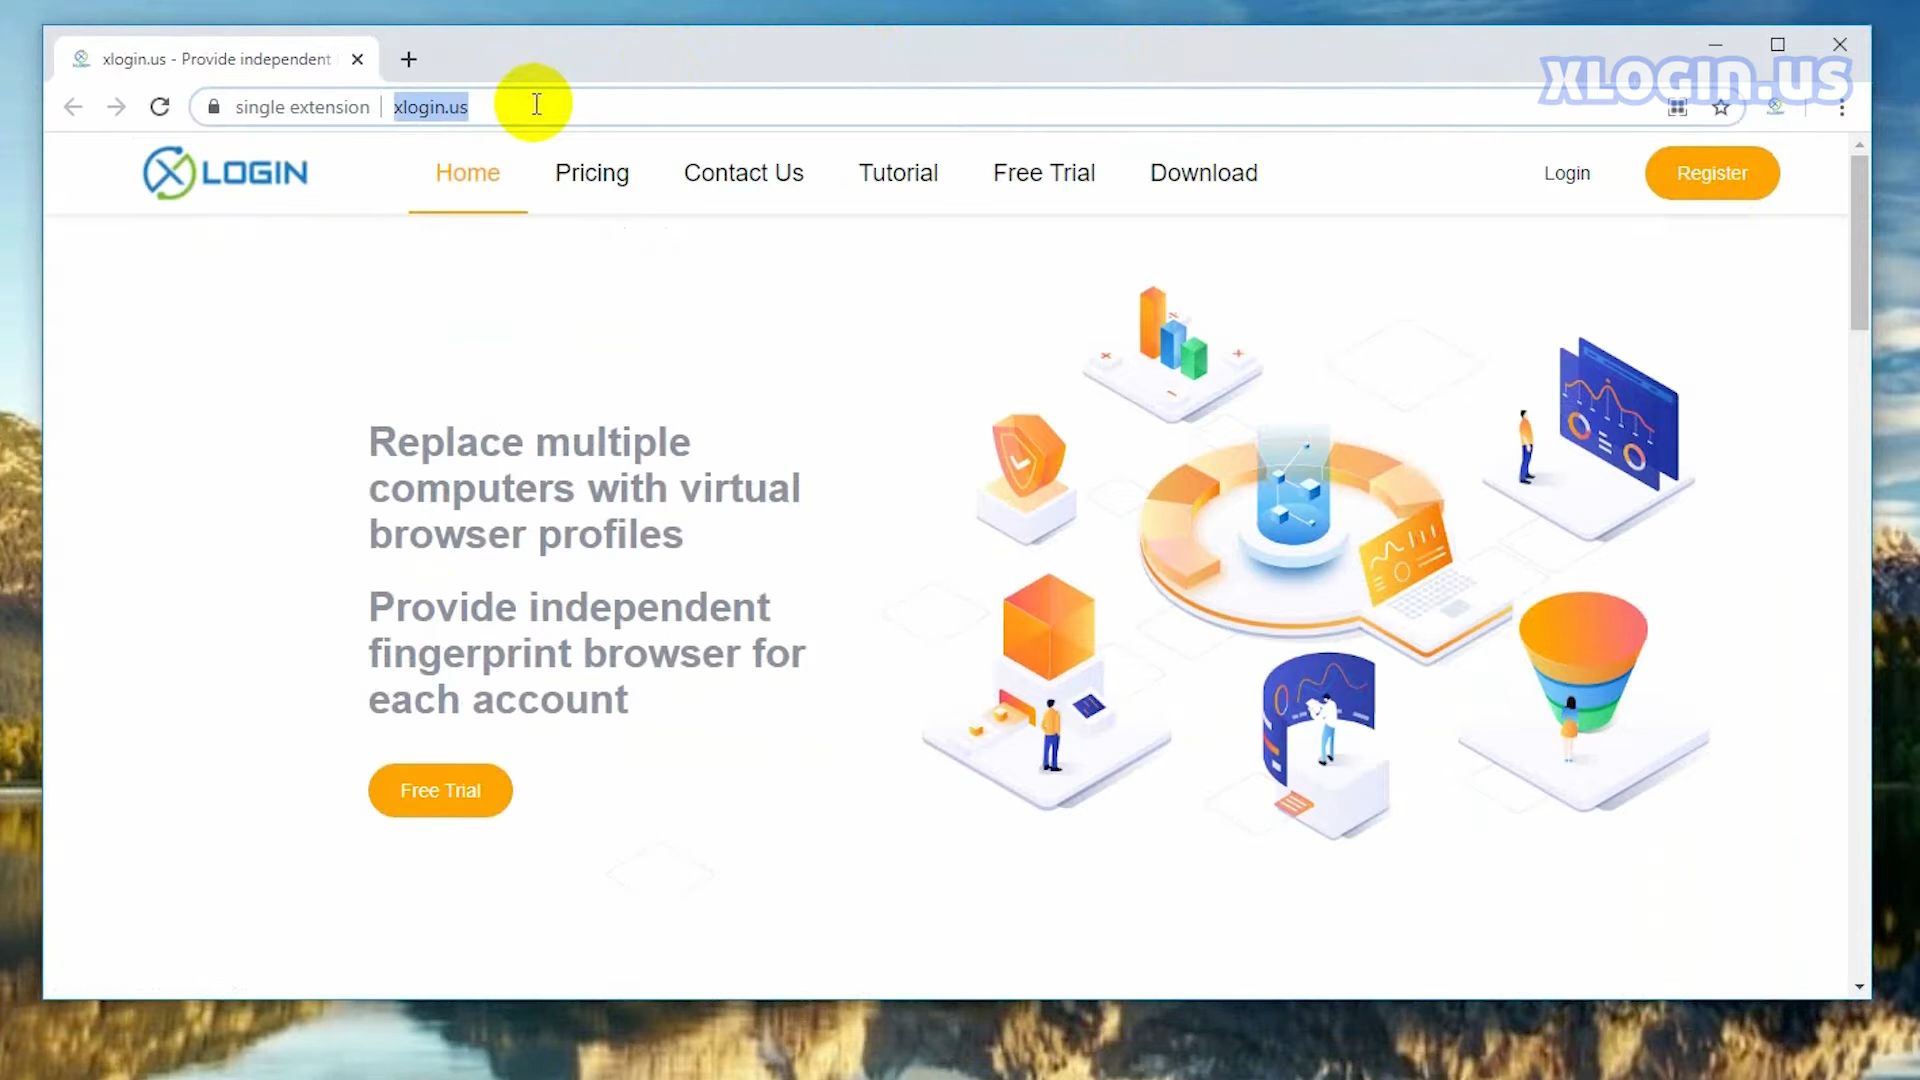 xlogin.us - Provide independent
XLOGIN.US
single extension
xlogin.us
XLOGIN
Home
Pricing
Contact Us
Tutorial
Free Trial
Download
Login
Register
Replace multiple
computers with virtual
browser profiles
Provide independent
fingerprint browser for
each account
Free Trial